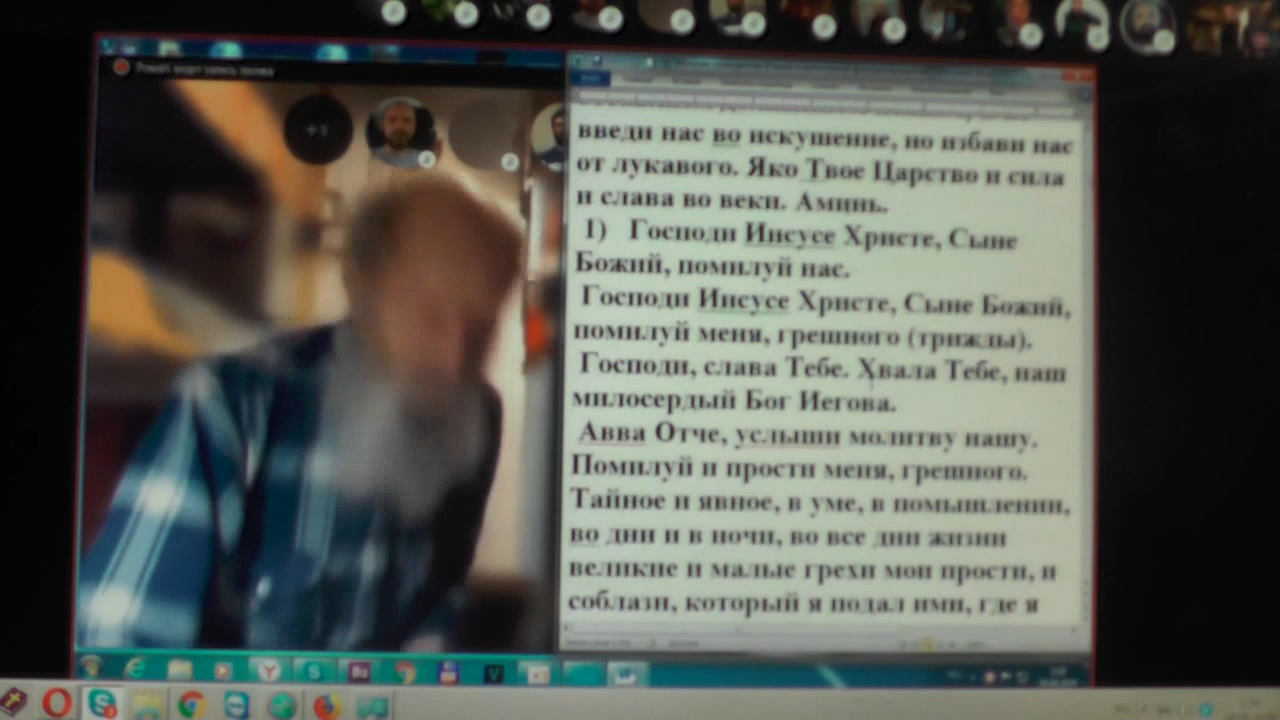 +1
введи нас во искушение, но избави нас
от лукавого. Яко Твое Царство и сила
и слава во веки. Аминь.
1) Господи Иисусе Христе, Сыне
Божий, помилуй нас.
Господи Иисусе Христе, Сыне Божий,
помилуй меня, грешного (трижды).
Господи, слава Тебе. Хвала Тебе, наш
милосердый Бог Иегова.
Авва Отче, услыши молитву нашу.
Помилуй и прости меня, грешного.
Тайное и явное, в уме, в помышлении,
во дни и в ночи, во все дни жизни
великие и малые грехи мои прости, и
соблазн, который я подал ими, где я